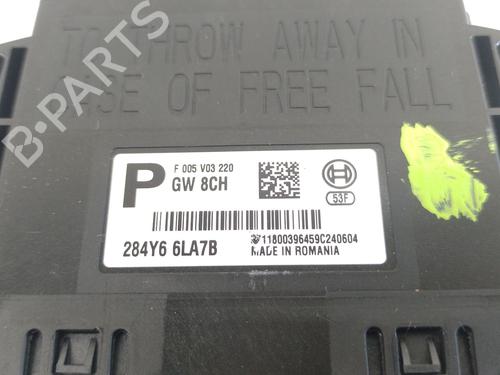 TO THROW AWAY IN
CASE OF FREE FALL
B-PARTS
P
F 005 V03 220
GW 8CH
53F
284Y6 6LA7B
11800396459C240604
MADE IN ROMANIA